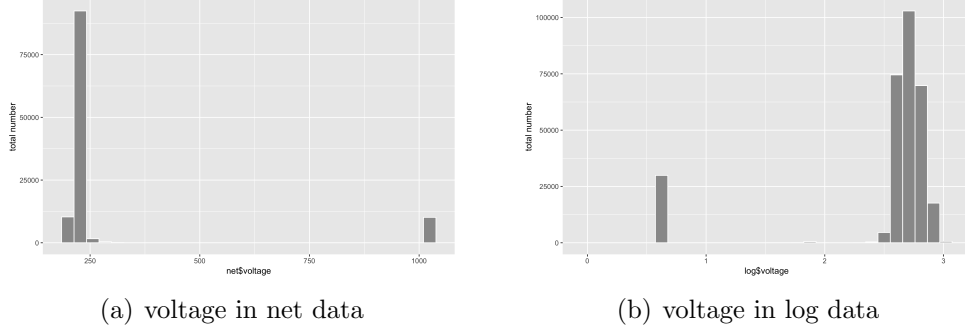 75000
50000
25000
0
total number
250
500
750
1000
net$voltage
(a) voltage in net data
100000
75000
50000
25000
0
total number
0
1
2
3
log$voltage
(b) voltage in log data